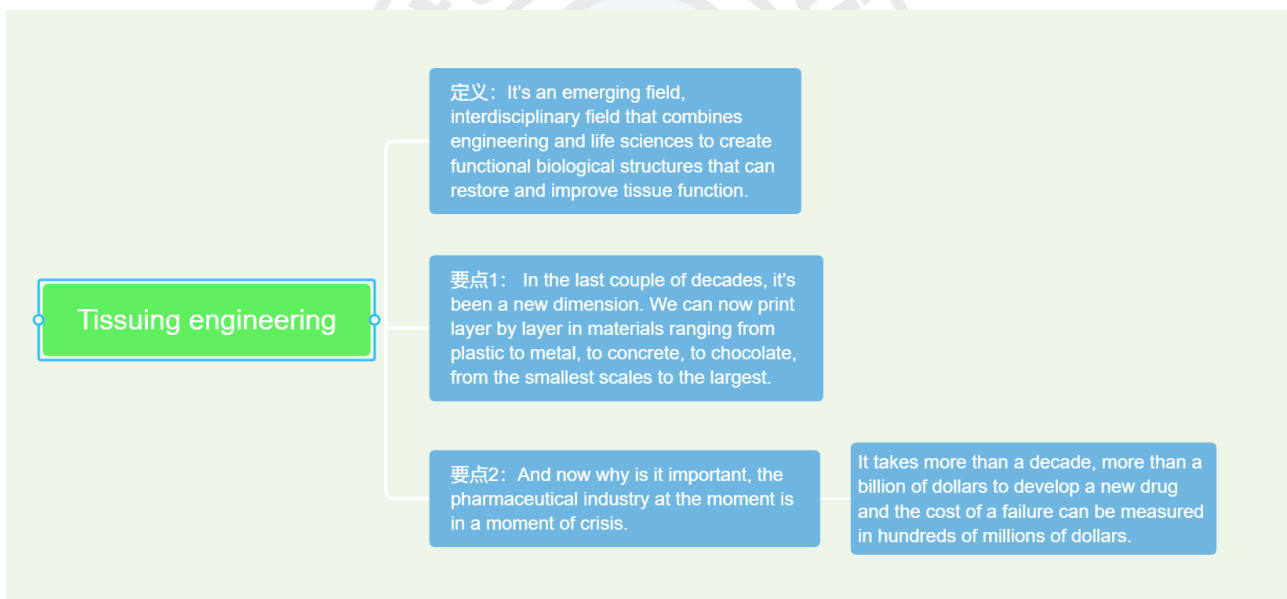 定义：It's an emerging field,
interdisciplinary field that combines
engineering and life sciences to create
functional biological structures that can
restore and improve tissue function.
Tissuing engineering
要点1： In the last couple of decades, it's
been a new dimension. We can now print
layer by layer in materials ranging from
plastic to metal, to concrete, to chocolate,
from the smallest scales to the largest.
要点2：And now why is it important, the
pharmaceutical industry at the moment is
in a moment of crisis.
It takes more than a decade, more than a
billion of dollars to develop a new drug
and the cost of a failure can be measured
in hundreds of millions of dollars.